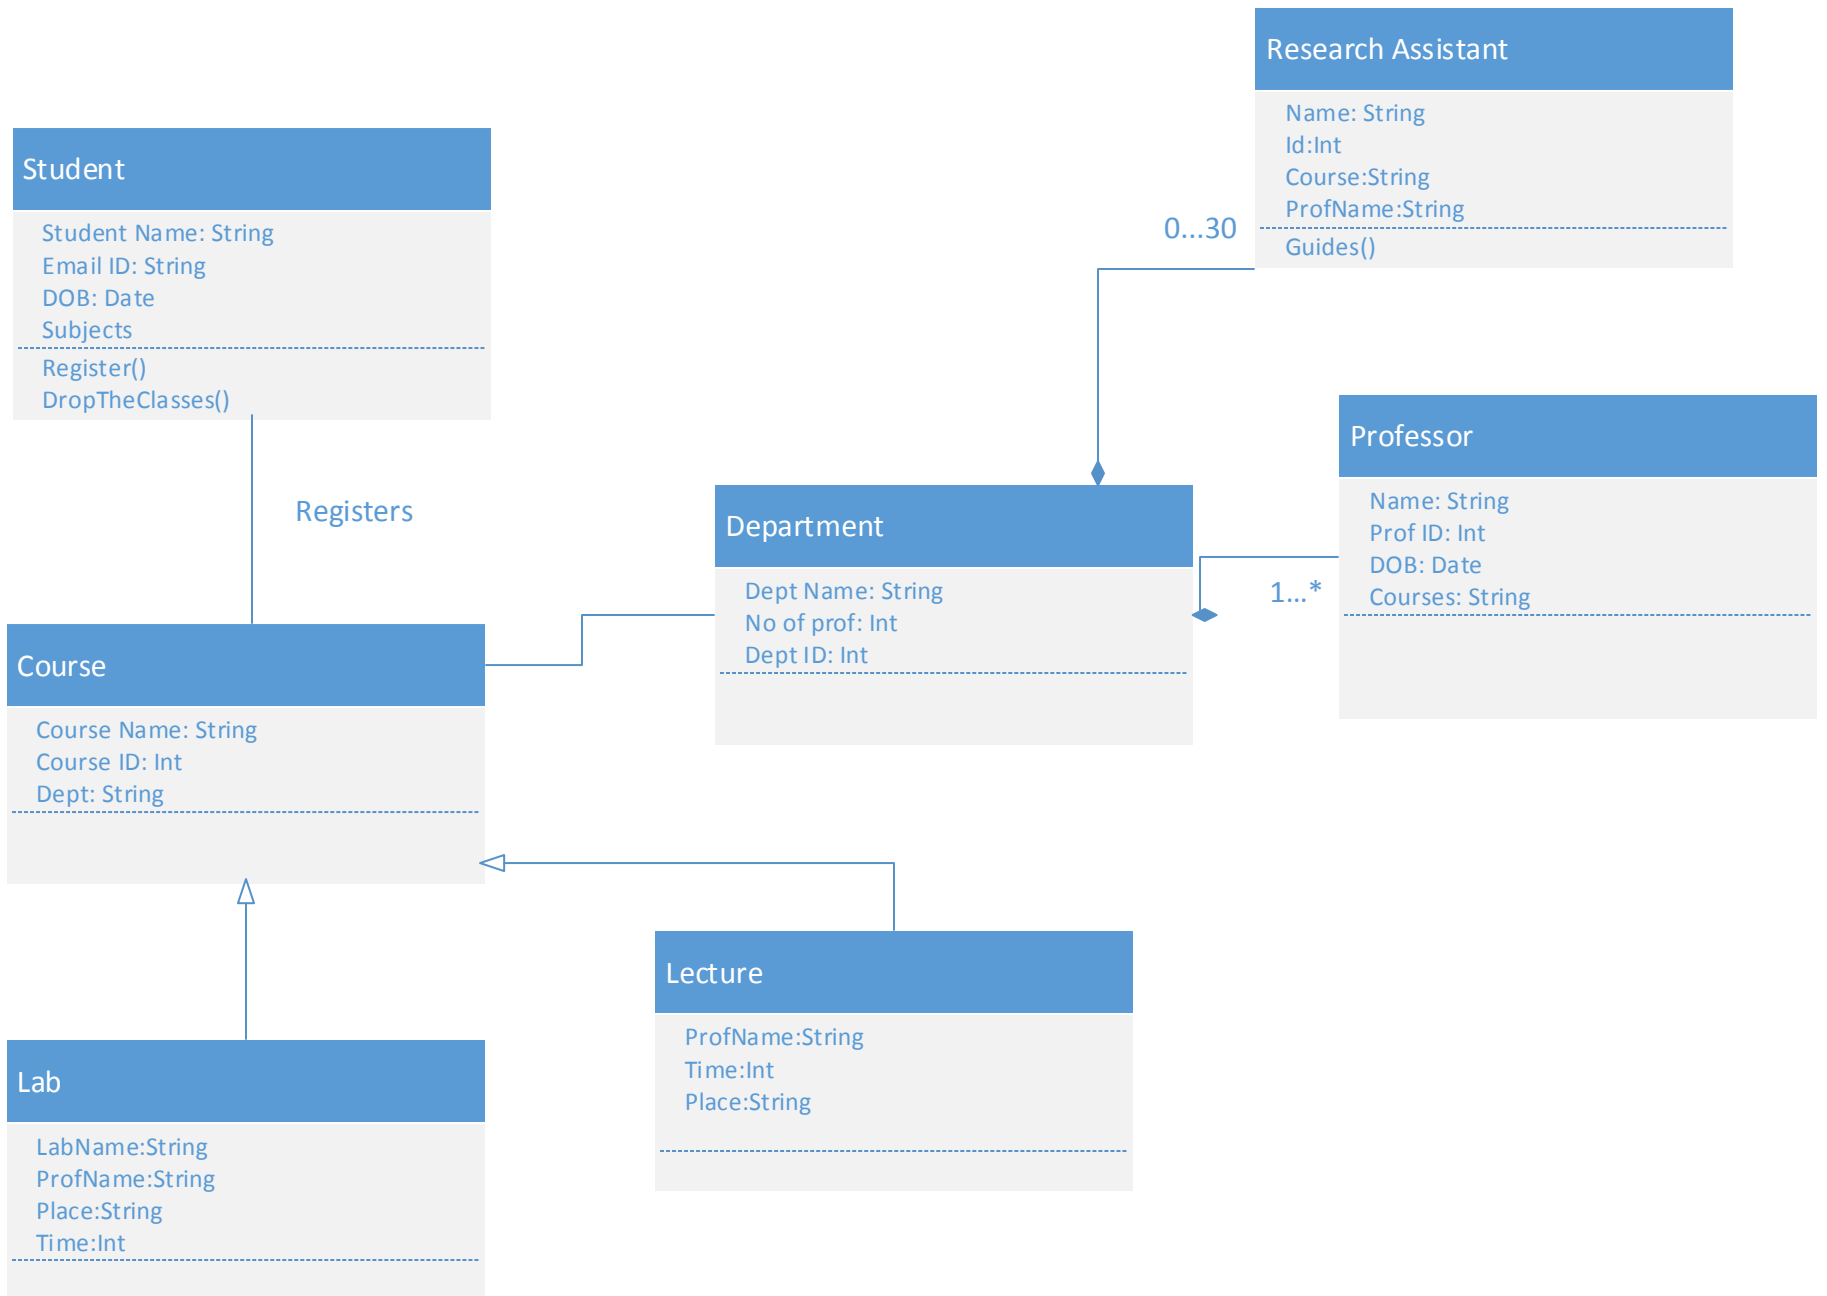 Research Assistant
Name: String
Id:Int
Course:String
ProfName:String
Guides()
0...30
Student
Student Name: String
Email ID: String
DOB: Date
Subjects
Register()
DropTheClasses()
Registers
Professor
Name: String
Prof ID: Int
DOB: Date
Courses: String
1...*
Department
Dept Name: String
No of prof: Int
Dept ID: Int
Course
Course Name: String
Course ID: Int
Dept: String
Lecture
ProfName:String
Time:Int
Place:String
Lab
LabName:String
ProfName:String
Place:String
Time:Int